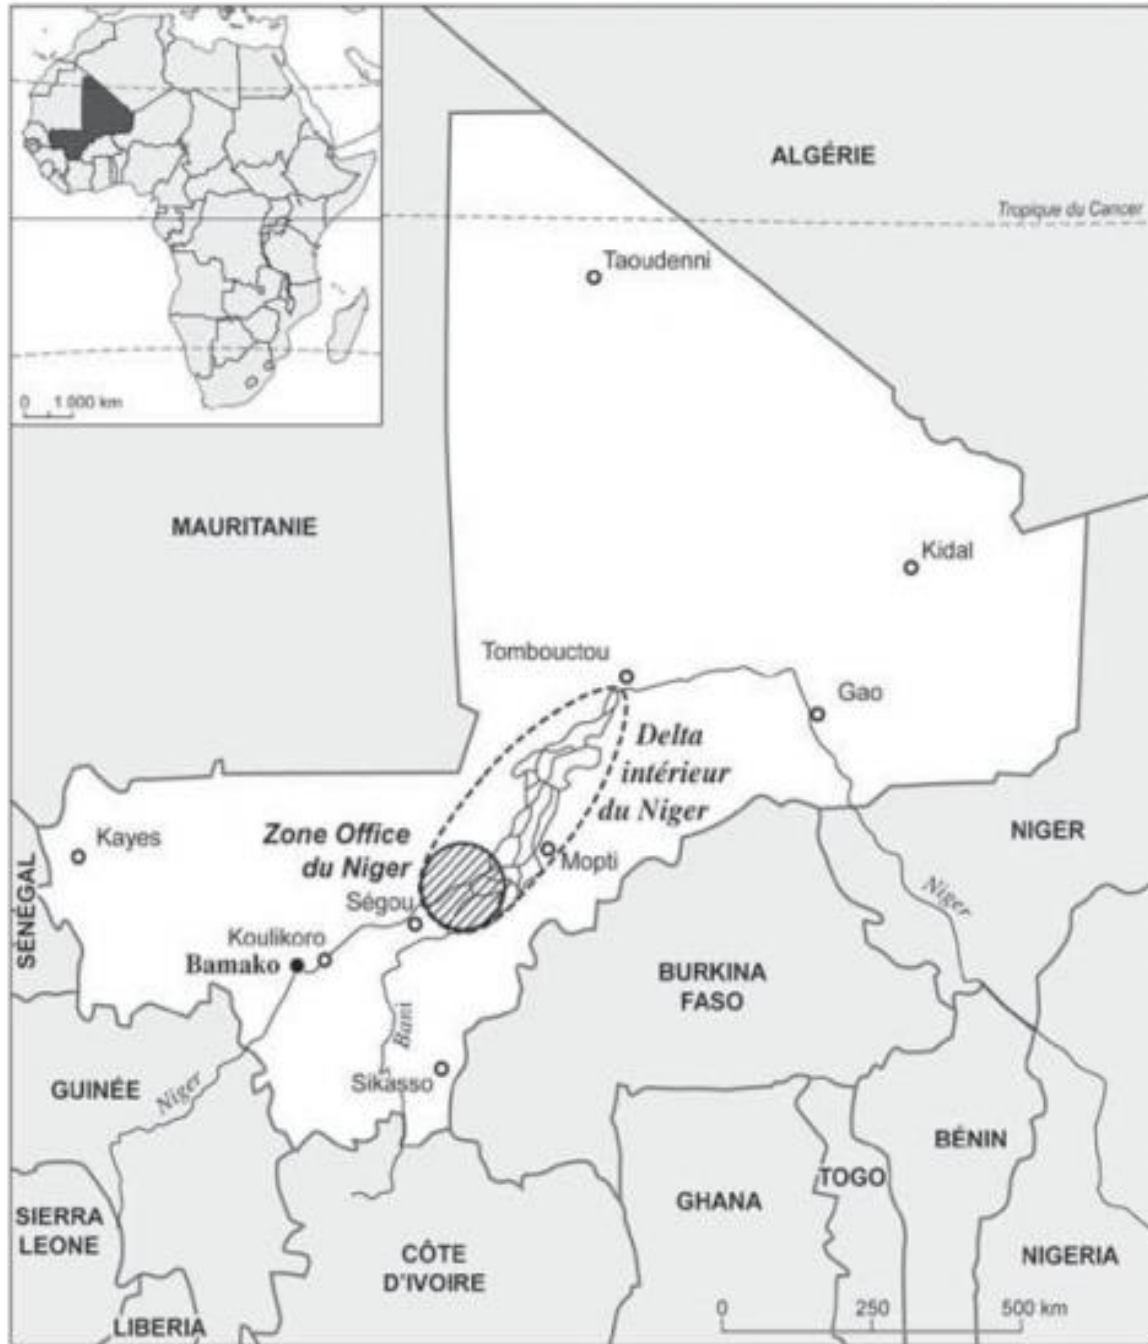 ALGÉRIE
Tropique du Cancer
Taoudenni
0 1 000 km
MAURITANIE
Kidal
Tombouctou
Gao
Delta
intérieur
du Niger
Zone Office
du Niger
Kayes
Mopti
NIGER
Ségou
SÉNÉGAL
Koulikoro
Bamako
Niger
BURKINA
FASO
Bani
Sikasso
GUINÉE
Niger
BÉNIN
TOGO
GHANA
SIERRA
LEONE
CÔTE
D'IVOIRE
NIGERIA
LIBERIA
0 250 500 km